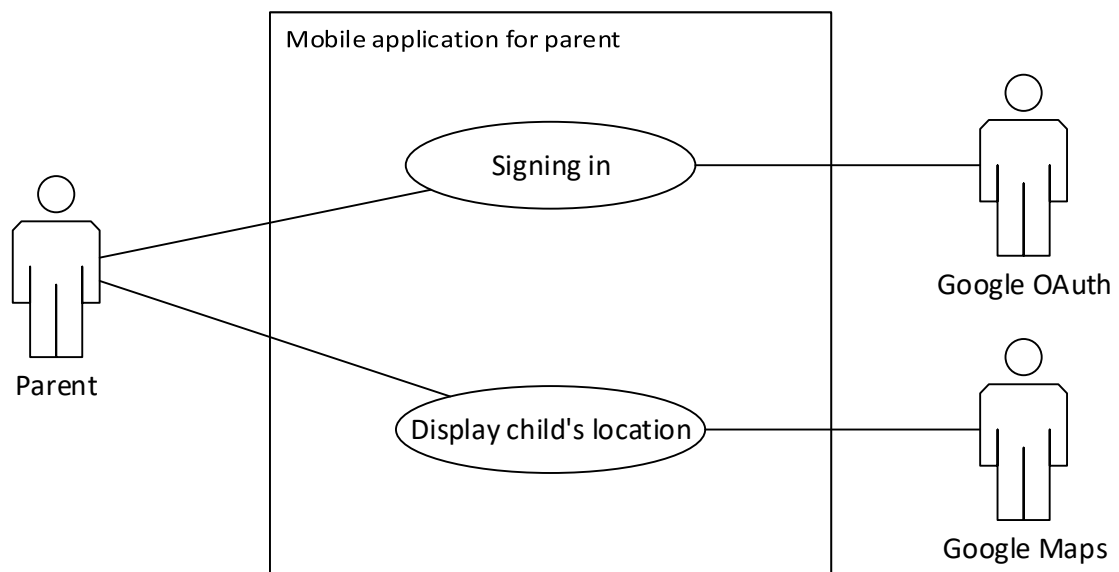 Mobile application for parent
Signing in
Google OAuth
Parent
Display child's location
Google Maps